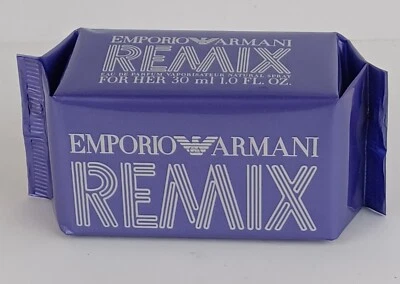 EMPORIO ARMANI
REMIX
EAU DE PARFUM VAPORISATEUR NATURAL SPRAY
FOR HER 30 ml 1.0 FL. OZ.
EMPORIO ARMANI
REMIX